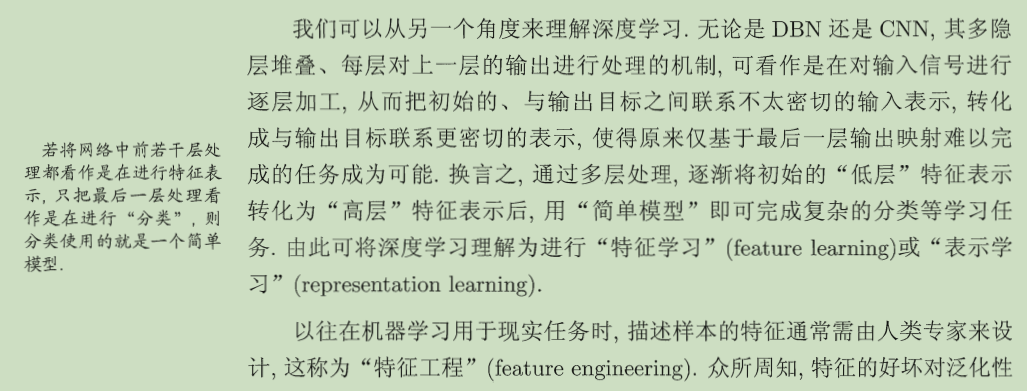 我们可以从另一个角度来理解深度学习. 无论是 DBN 还是 CNN, 其多隐
层堆叠、每层对上一层的输出进行处理的机制, 可看作是在对输入信号进行
逐层加工, 从而把初始的、与输出目标之间联系不太密切的输入表示, 转化
成与输出目标联系更密切的表示, 使得原来仅基于最后一层输出映射难以完
成的任务成为可能. 换言之, 通过多层处理, 逐渐将初始的“低层”特征表示
转化为“高层”特征表示后, 用“简单模型”即可完成复杂的分类等学习任
务. 由此可将深度学习理解为进行“特征学习” (feature learning)或“表示学
习” (representation learning).
若将网络中前若干层处
理都看作是在进行特征表
示, 只把最后一层处理看
作是在进行“分类”, 则
分类使用的就是一个简单
模型.
以往在机器学习用于现实任务时, 描述样本的特征通常需由人类专家来设
计, 这称为“特征工程” (feature engineering). 众所周知, 特征的好坏对泛化性